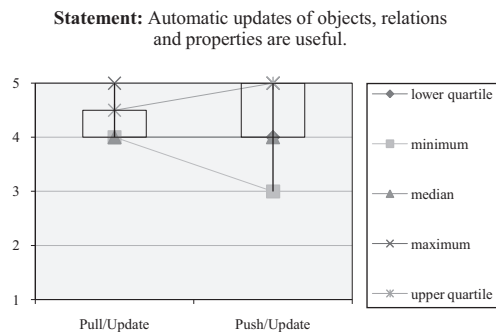 Statement: Automatic updates of objects, relations
and properties are useful.
5
4
3
2
1
Pull/Update
Push/Update
lower quartile
minimum
median
maximum
upper quartile